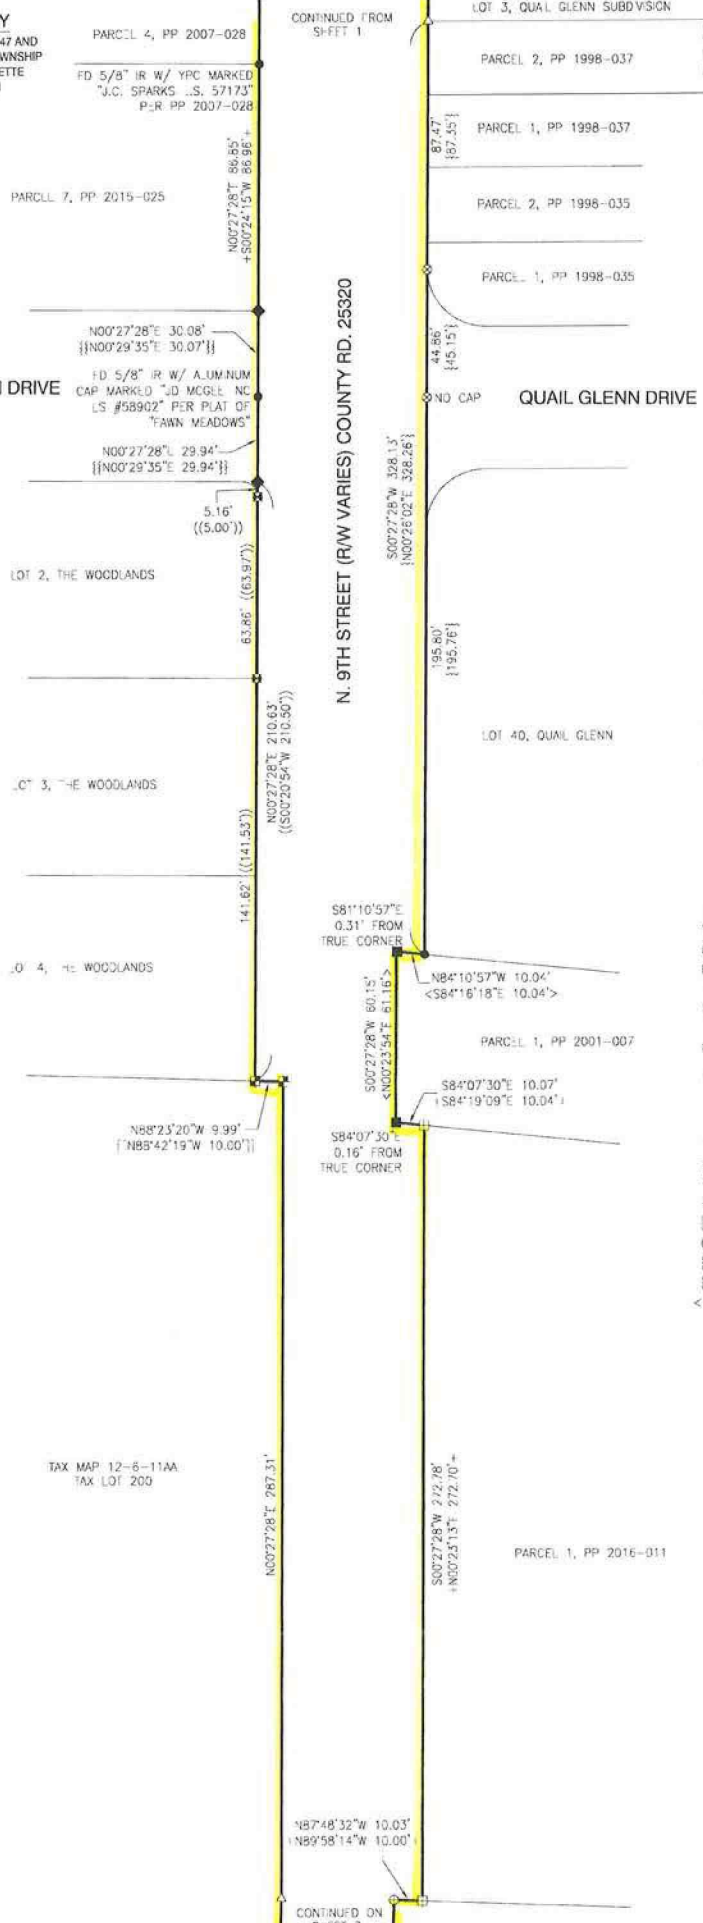 Y
47 AND
WNSHIP
ETTE
PARCEL 4, PP 2007-028
FD 5/8" IR W/ YPC MARKED
"J.C. SPARKS L.S. 57173"
PER PP 2007-028
CONTINUED FROM
SHEET 1
LOT 3, QUAIL GLENN SUBDIVISION
PARCEL 2, PP 1998-037
87.47'
{87.35'}
PARCEL 1, PP 1998-037
N00°27'28"E 86.85'
+S00°24'15"W 86.96'+
PARCEL 7, PP 2015-025
PARCEL 2, PP 1998-035
PARCEL 1, PP 1998-035
N00°27'28"E 30.08'
{{N00°29'35"E 30.07'}}
44.86'
{45.15'}
FD 5/8" IR W/ ALUMINUM
CAP MARKED "JD MCGEE INC
LS #58902" PER PLAT OF
"FAWN MEADOWS"
DRIVE
N. 9TH STREET (R/W VARIES) COUNTY RD. 25320
NO CAP
QUAIL GLENN DRIVE
N00°27'28"E 29.94'
{{N00°29'35"E 29.94'}}
S00°27'28"W 328.13'
{N00°26'02"E 328.26'}
5.16'
((5.00'))
LOT 2, THE WOODLANDS
63.86' ((63.97'))
195.80'
{195.76'}
N00°27'28"E 210.63'
((S00°20'54"W 210.50'))
LOT 40, QUAIL GLENN
LOT 3, THE WOODLANDS
141.62' ((141.53'))
S81°10'57"E
0.31' FROM
TRUE CORNER
LOT 4, THE WOODLANDS
N84°10'57"W 10.04'
<S84°16'18"E 10.04'>
S00°27'28"W 60.15'
<N00°23'54"E 61.16'>
PARCEL 1, PP 2001-007
S84°07'30"E 10.07'
(S84°19'09"E 10.04')
N88°23'20"W 9.99'
N88°42'19"W 10.00'
S84°07'30"E
0.16' FROM
TRUE CORNER
TAX MAP 12-6-11AA
TAX LOT 200
N00°27'28"E 287.31'
S00°27'28"W 272.78'
+N00°23'13"E 272.70'+
PARCEL 1, PP 2016-011
N87°48'32"W 10.03'
(N89°58'14"W 10.00')
CONTINUED ON